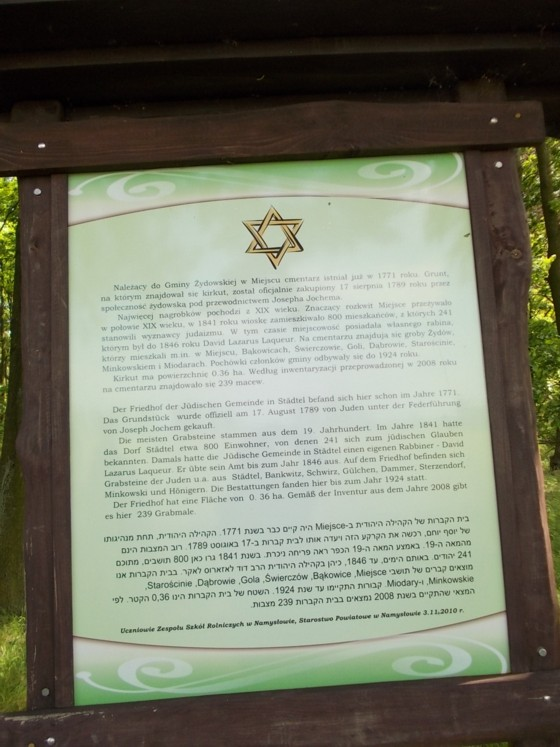 Należący do Gminy Żydowskiej w Miejscu cmentarz istniał już w 1771 roku. Grunt,
na którym znajdował się kirkut, został oficjalnie zakupiony 17 sierpnia 1789 roku przez
społeczność żydowską pod przewodnictwem Josepha Jochema.
Najwięcej nagrobków pochodzi z XIX wieku. Znaczący rozkwit Miejsce przeżywało
w połowie XIX wieku, w 1841 roku wioskę zamieszkiwało 800 mieszkańców, z których 241
stanowili wyznawcy judaizmu. W tym czasie miejscowość posiadała własnego rabina,
którym był do 1846 roku David Lazarus Laqueur. Na cmentarzu znajdują się groby Żydów,
którzy mieszkali m.in. w Miejscu, Bąkowicach, Świerczowie, Goli, Dąbrowie, Starościnie,
Minkowskiem i Miodarach. Pochówki członków gminy odbywały się do 1924 roku.
Kirkut ma powierzchnię 0.36 ha. Według inwentaryzacji przeprowadzonej w 2008 roku
na cmentarzu znajdowało się 239 macew.
Der Friedhof der Jüdischen Gemeinde in Städtel befand sich hier schon im Jahre 1771.
Das Grundstück wurde offiziell am 17. August 1789 von Juden unter der Federführung
von Joseph Jochem gekauft.
Die meisten Grabsteine stammen aus dem 19. Jahrhundert. Im Jahre 1841 hatte
das Dorf Städtel etwa 800 Einwohner, von denen 241 sich zum jüdischen Glauben
bekannten. Damals hatte die Jüdische Gemeinde in Städtel einen eigenen Rabbiner - David
Lazarus Laqueur. Er übte sein Amt bis zum Jahr 1846 aus. Auf dem Friedhof befinden sich
Grabsteine der Juden u.a. aus Städtel, Bankwitz, Schwirz, Gülchen, Dammer, Sterzendorf,
Minkowski und Hönigern. Die Bestattungen fanden hier bis zum Jahr 1924 statt.
Der Friedhof hat eine Fläche von 0. 36 ha. Gemäß der Inventur aus dem Jahre 2008 gibt
es hier 239 Grabmale.
בית הקברות של הקהילה היהודית ב-Miejsce היה קיים כבר בשנת 1771. הקהילה היהודית, תחת מנהיגותו
של יוסף יוחם, רכשה את הקרקע הזו ויעדה אותו לבית קברות ב-17 באוגוסט 1789. רוב המצבות הינם
מהמאה ה-19. באמצע המאה ה-19 הכפר ראה פריחה ניכרת. בשנת 1841 גרו כאן 800 תושבים, מתוכם
241 יהודים. באותם הימים, עד 1846, כיהן בקהילה היהודית הרב דוד לאזארוס לאקר. בבית הקברות אנו
מוצאים קברים של תושבי Miejsce, Bąkowice, Świerczów, Gola, Dąbrowie, Starościnie,
Minkowskie, ו-Miodary. קבורות התקיימו עד שנת 1924. השטח של בית הקברות הינו 0,36 הקטר. לפי
המצאי שהתקיים בשנת 2008 נמצאים בבית הקברות 239 מצבות.
Uczniowie Zespołu Szkół Rolniczych w Namysłowie, Starostwo Powiatowe w Namysłowie 3.11.2010 r.